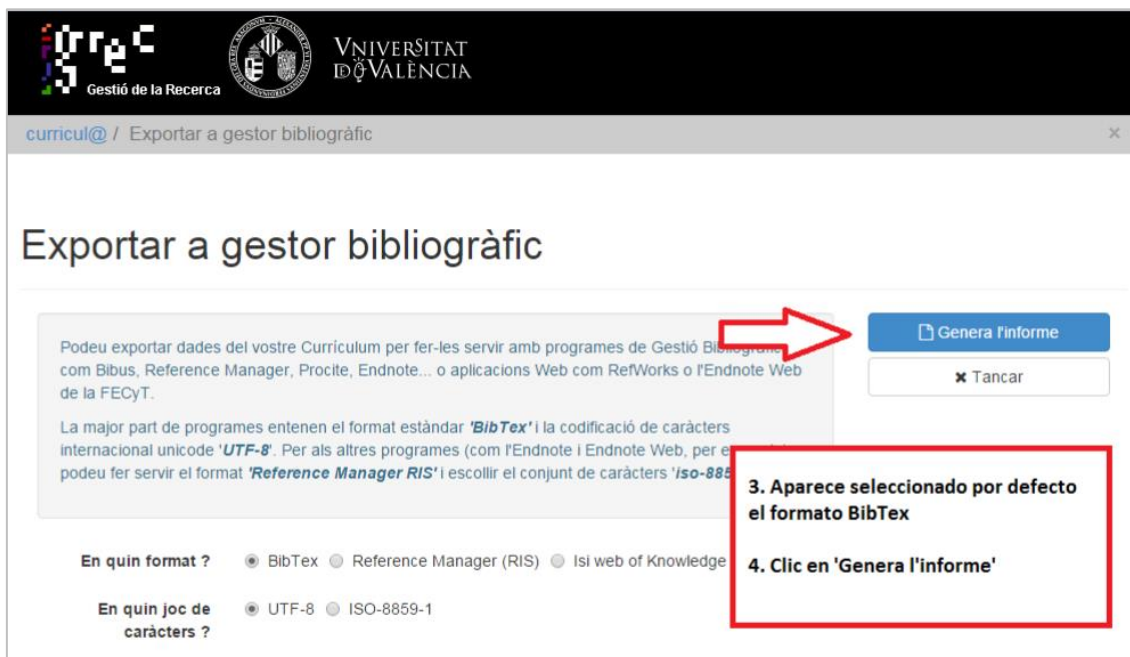 Grec
Gestió de la Recerca
VNIVERSITAT
DE VALÈNCIA
curricul@ / Exportar a gestor bibliogràfic
×
Exportar a gestor bibliogràfic
Podeu exportar dades del vostre Curriculum per fer-les servir amb programes de Gestió
com Bibus, Reference Manager, Procite, Endnote... o aplicacions Web com RefWorks o l'Endnote Web
de la FECyT.
La major part de programes entenen el format estàndar 'BibTex' i la codificació de caràcters
internacional unicode 'UTF-8'. Per als altres programes (com l'Endnote i Endnote Web, per
podeu fer servir el format 'Reference Manager RIS' i escollir el conjunt de caràcters
Genera l'informe
Tancar
3. Aparece seleccionado por defecto
el formato BibTex
4. Clic en 'Genera l'informe'
En quin format ? BibTex Reference Manager (RIS) Isi web of Knowledge
En quin joc de UTF-8 ISO-8859-1
caràcters ?